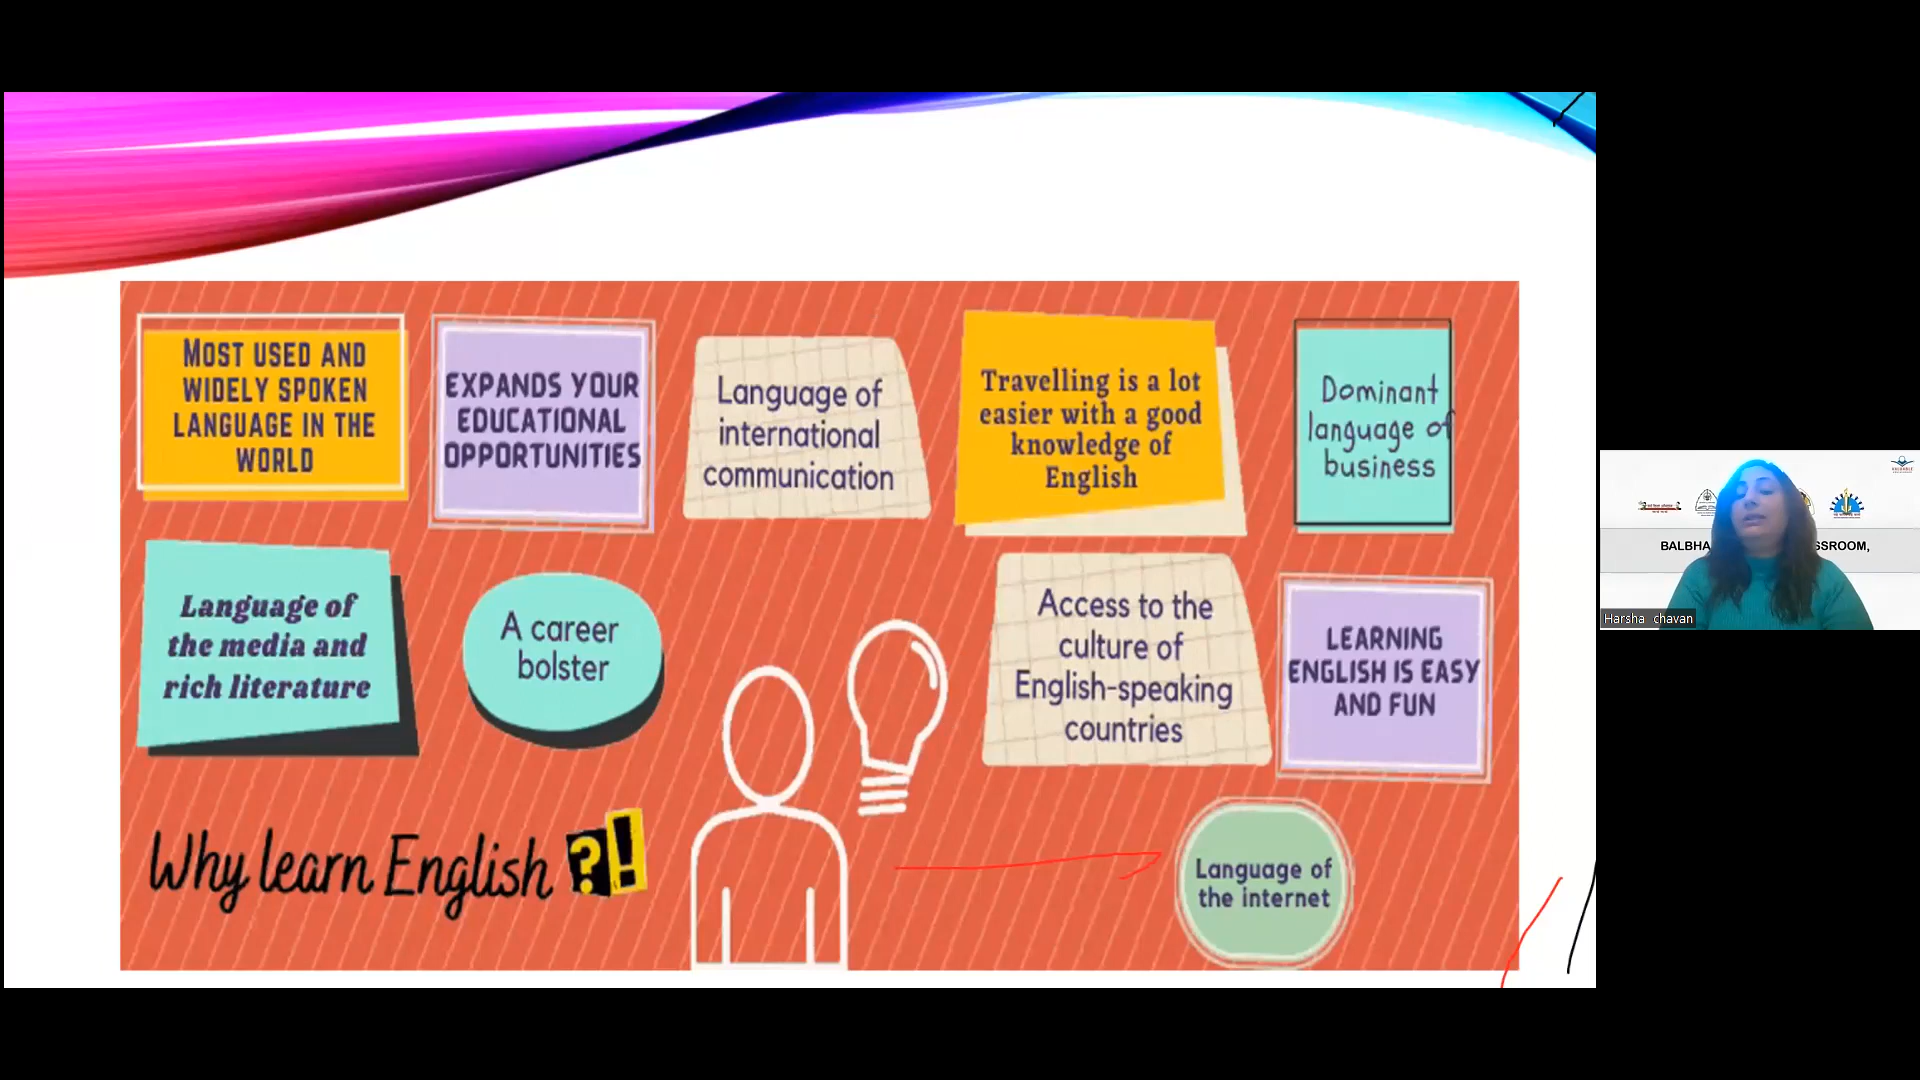 MOST USED AND
WIDELY SPOKEN
LANGUAGE IN THE
WORLD
EXPANDS YOUR
EDUCATIONAL
OPPORTUNITIES
Language of
international
communication
Travelling is a lot
easier with a good
knowledge of
English
Dominant
language of
business
Language of
the media and
rich literature
A career
bolster
Access to the
culture of
English-speaking
countries
LEARNING
ENGLISH IS EASY
AND FUN
Why learn English ?!
Language of
the internet
Harsha chavan